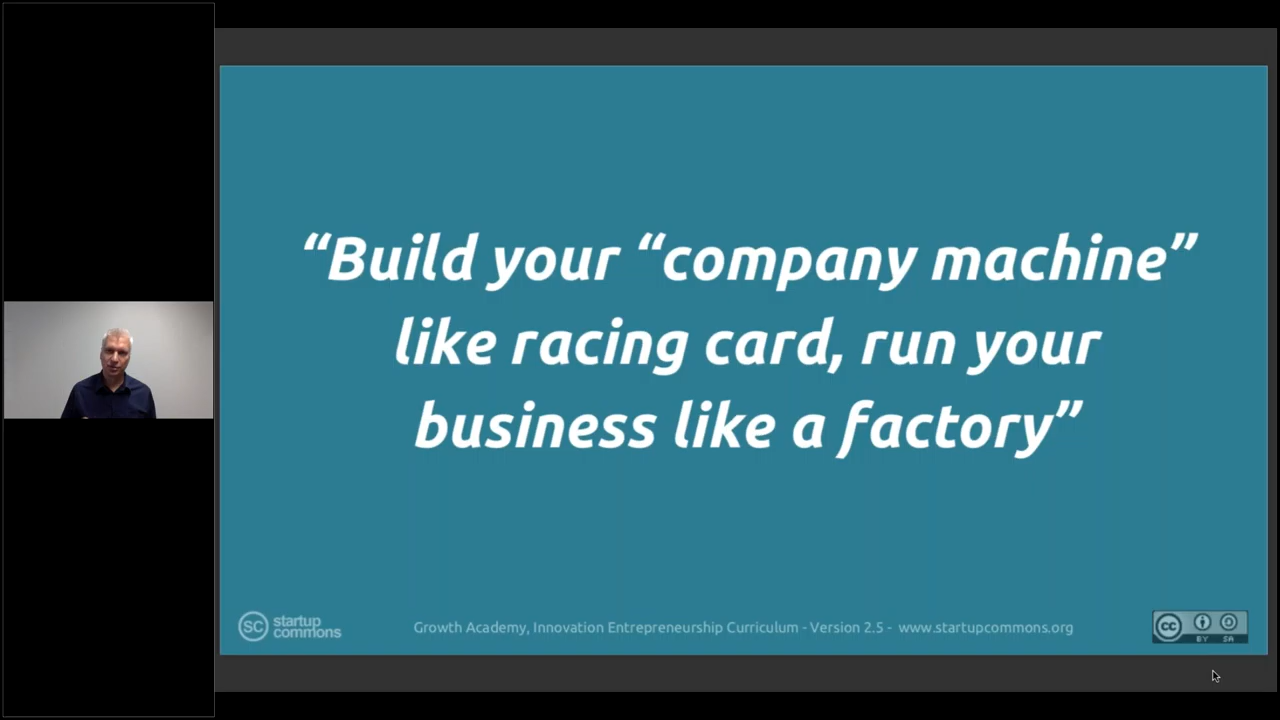 “Build your “company machine”
like racing card, run your
business like a factory”
SC startup
commons
Growth Academy, Innovation Entrepreneurship Curriculum - Version 2.5 - www.startupcommons.org
cc
BY SA